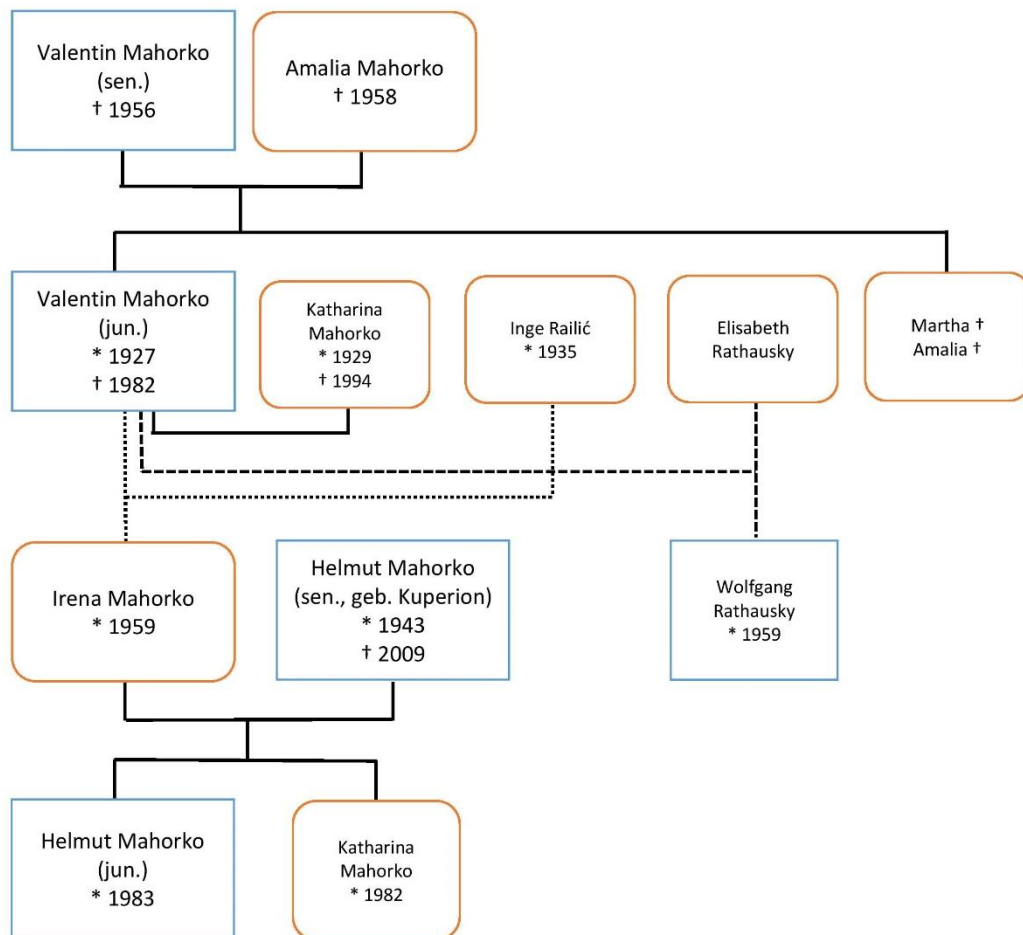 Valentin Mahorko
(sen.)
† 1956
Amalia Mahorko
† 1958
Valentin Mahorko
(jun.)
* 1927
† 1982
Katharina
Mahorko
* 1929
† 1994
Inge Railić
* 1935
Elisabeth
Rathausky
Martha †
Amalia †
Irena Mahorko
* 1959
Helmut Mahorko
(sen., geb. Kuperion)
* 1943
† 2009
Wolfgang
Rathausky
* 1959
Helmut Mahorko
(jun.)
* 1983
Katharina
Mahorko
* 1982